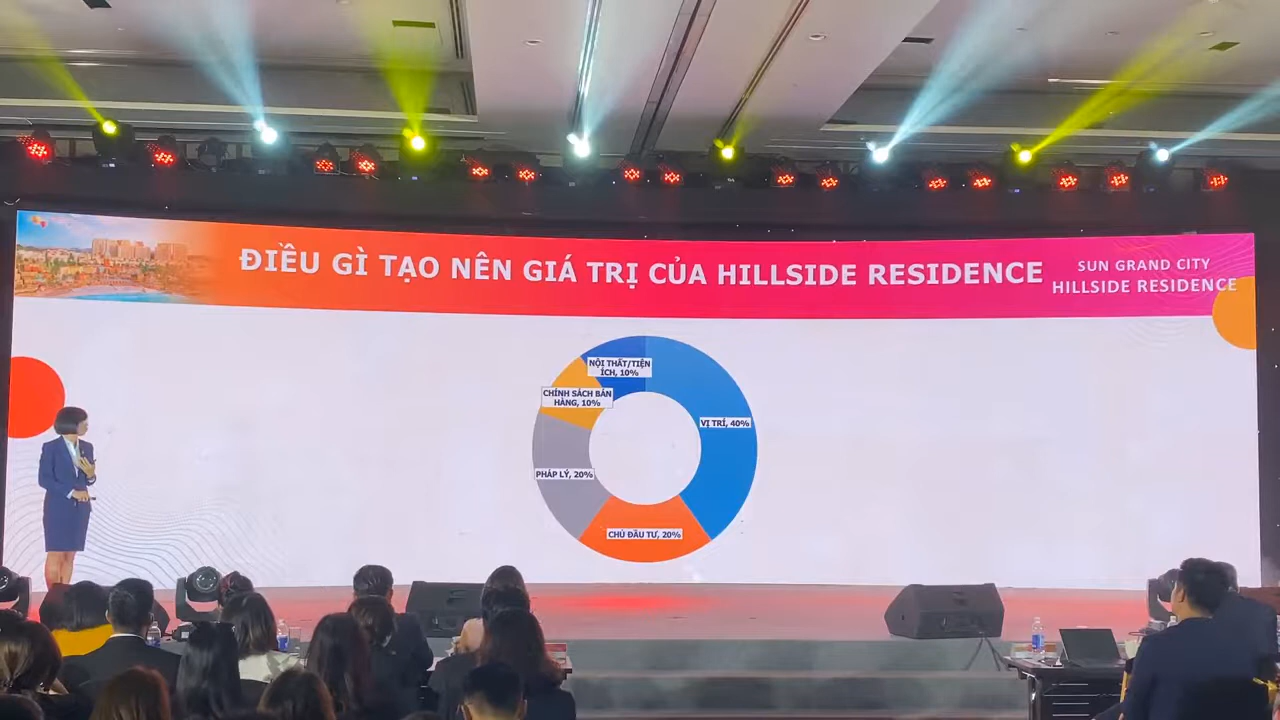 ĐIỀU GÌ TẠO NÊN GIÁ TRỊ CỦA HILLSIDE RESIDENCE
SUN GRAND CITY
HILLSIDE RESIDENCE
NỘI THẤT/TIỆN
ÍCH, 10%
CHÍNH SÁCH BÁN
HÀNG, 10%
VỊ TRÍ, 40%
PHÁP LÝ, 20%
CHỦ ĐẦU TƯ, 20%